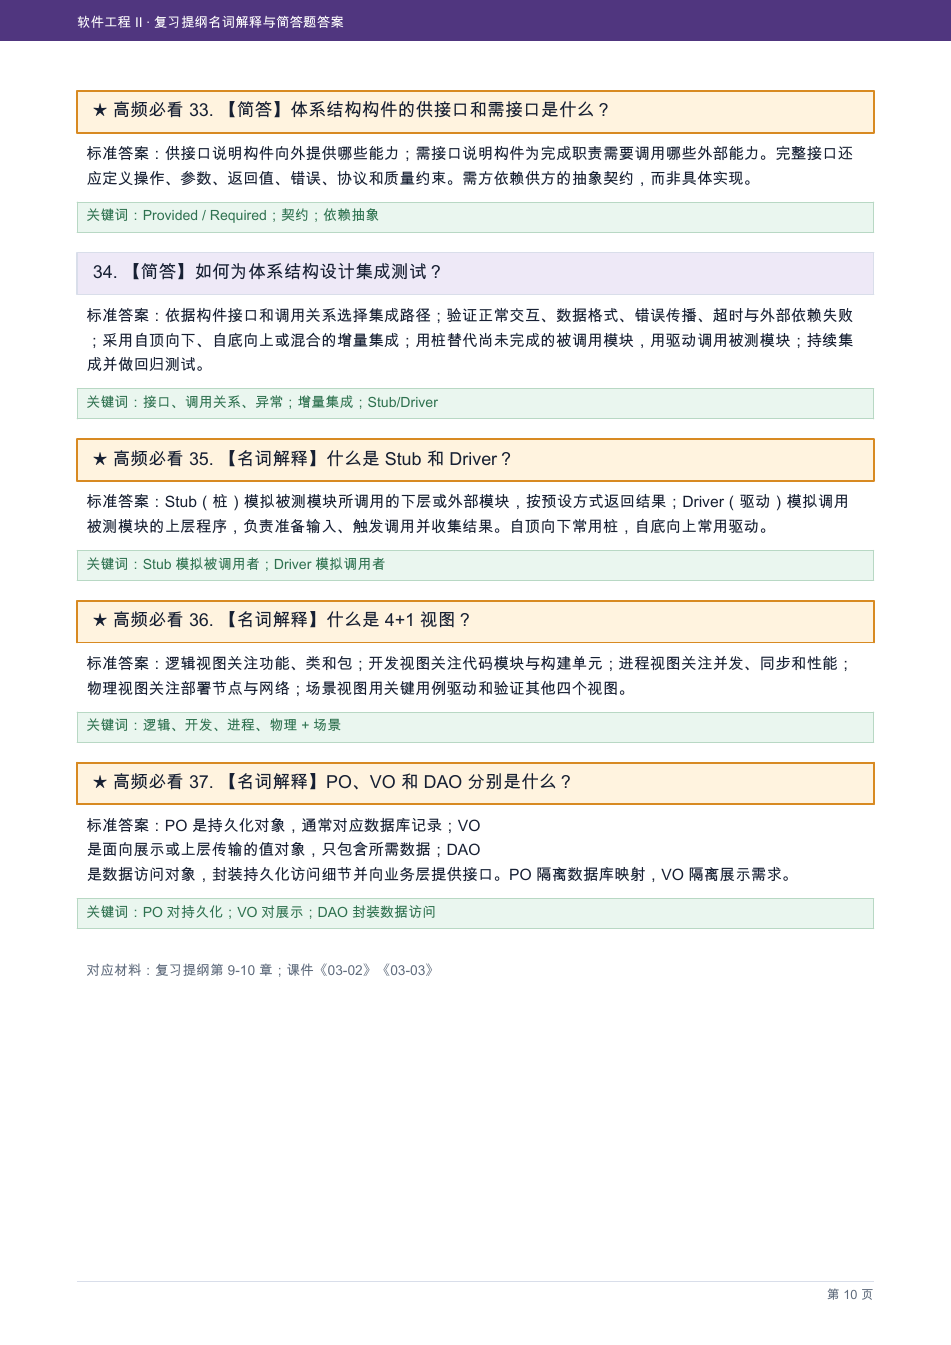 软件工程 II · 复习提纲名词解释与简答题答案
★ 高频必看 33. 【简答】体系结构构件的供接口和需接口是什么？
标准答案：供接口说明构件向外提供哪些能力；需接口说明构件为完成职责需要调用哪些外部能力。完整接口还
应定义操作、参数、返回值、错误、协议和质量约束。需方依赖供方的抽象契约，而非具体实现。
关键词：Provided / Required；契约；依赖抽象
34. 【简答】如何为体系结构设计集成测试？
标准答案：依据构件接口和调用关系选择集成路径；验证正常交互、数据格式、错误传播、超时与外部依赖失败
；采用自顶向下、自底向上或混合的增量集成；用桩替代尚未完成的被调用模块，用驱动调用被测模块；持续集
成并做回归测试。
关键词：接口、调用关系、异常；增量集成；Stub/Driver
★ 高频必看 35. 【名词解释】什么是 Stub 和 Driver？
标准答案：Stub（桩）模拟被测模块所调用的下层或外部模块，按预设方式返回结果；Driver（驱动）模拟调用
被测模块的上层程序，负责准备输入、触发调用并收集结果。自顶向下常用桩，自底向上常用驱动。
关键词：Stub 模拟被调用者；Driver 模拟调用者
★ 高频必看 36. 【名词解释】什么是 4+1 视图？
标准答案：逻辑视图关注功能、类和包；开发视图关注代码模块与构建单元；进程视图关注并发、同步和性能；
物理视图关注部署节点与网络；场景视图用关键用例驱动和验证其他四个视图。
关键词：逻辑、开发、进程、物理 + 场景
★ 高频必看 37. 【名词解释】PO、VO 和 DAO 分别是什么？
标准答案：PO 是持久化对象，通常对应数据库记录；VO
是面向展示或上层传输的值对象，只包含所需数据；DAO
是数据访问对象，封装持久化访问细节并向业务层提供接口。PO 隔离数据库映射，VO 隔离展示需求。
关键词：PO 对持久化；VO 对展示；DAO 封装数据访问
对应材料：复习提纲第 9-10 章；课件《03-02》《03-03》
第 10 页